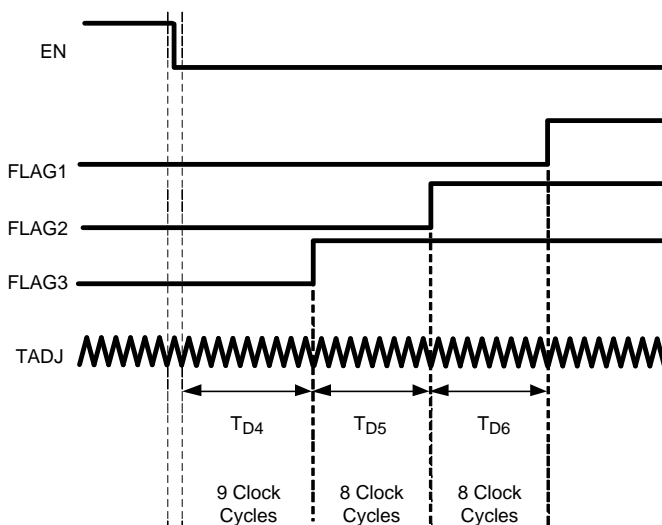 EN
FLAG1
FLAG2
FLAG3
TADJ
TD4 TD5 TD6
9 Clock Cycles
8 Clock Cycles
8 Clock Cycles